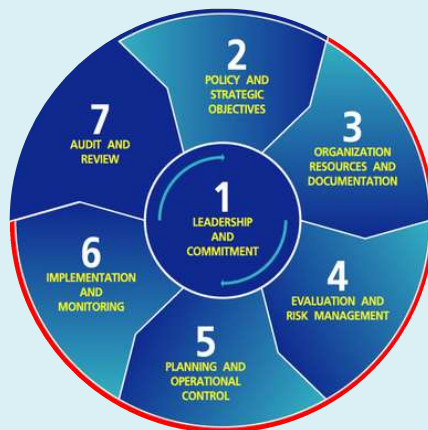 1
LEADERSHIP
AND
COMMITMENT
2
POLICY AND
STRATEGIC
OBJECTIVES
3
ORGANIZATION
RESOURCES AND
DOCUMENTATION
4
EVALUATION AND
RISK MANAGEMENT
5
PLANNING AND
OPERATIONAL
CONTROL
6
IMPLEMENTATION
AND
MONITORING
7
AUDIT AND
REVIEW